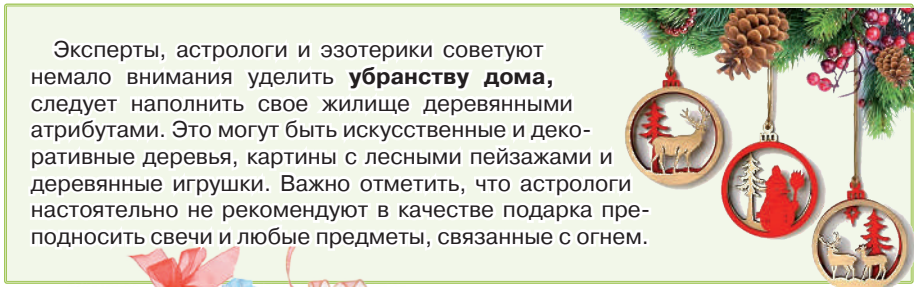 Эксперты, астрологи и эзотерики советуют
немало внимания уделить убранству дома,
следует наполнить свое жилище деревянными
атрибутами. Это могут быть искусственные и деко-
ративные деревья, картины с лесными пейзажами и
деревянные игрушки. Важно отметить, что астрологи
настоятельно не рекомендуют в качестве подарка пре-
подносить свечи и любые предметы, связанные с огнем.